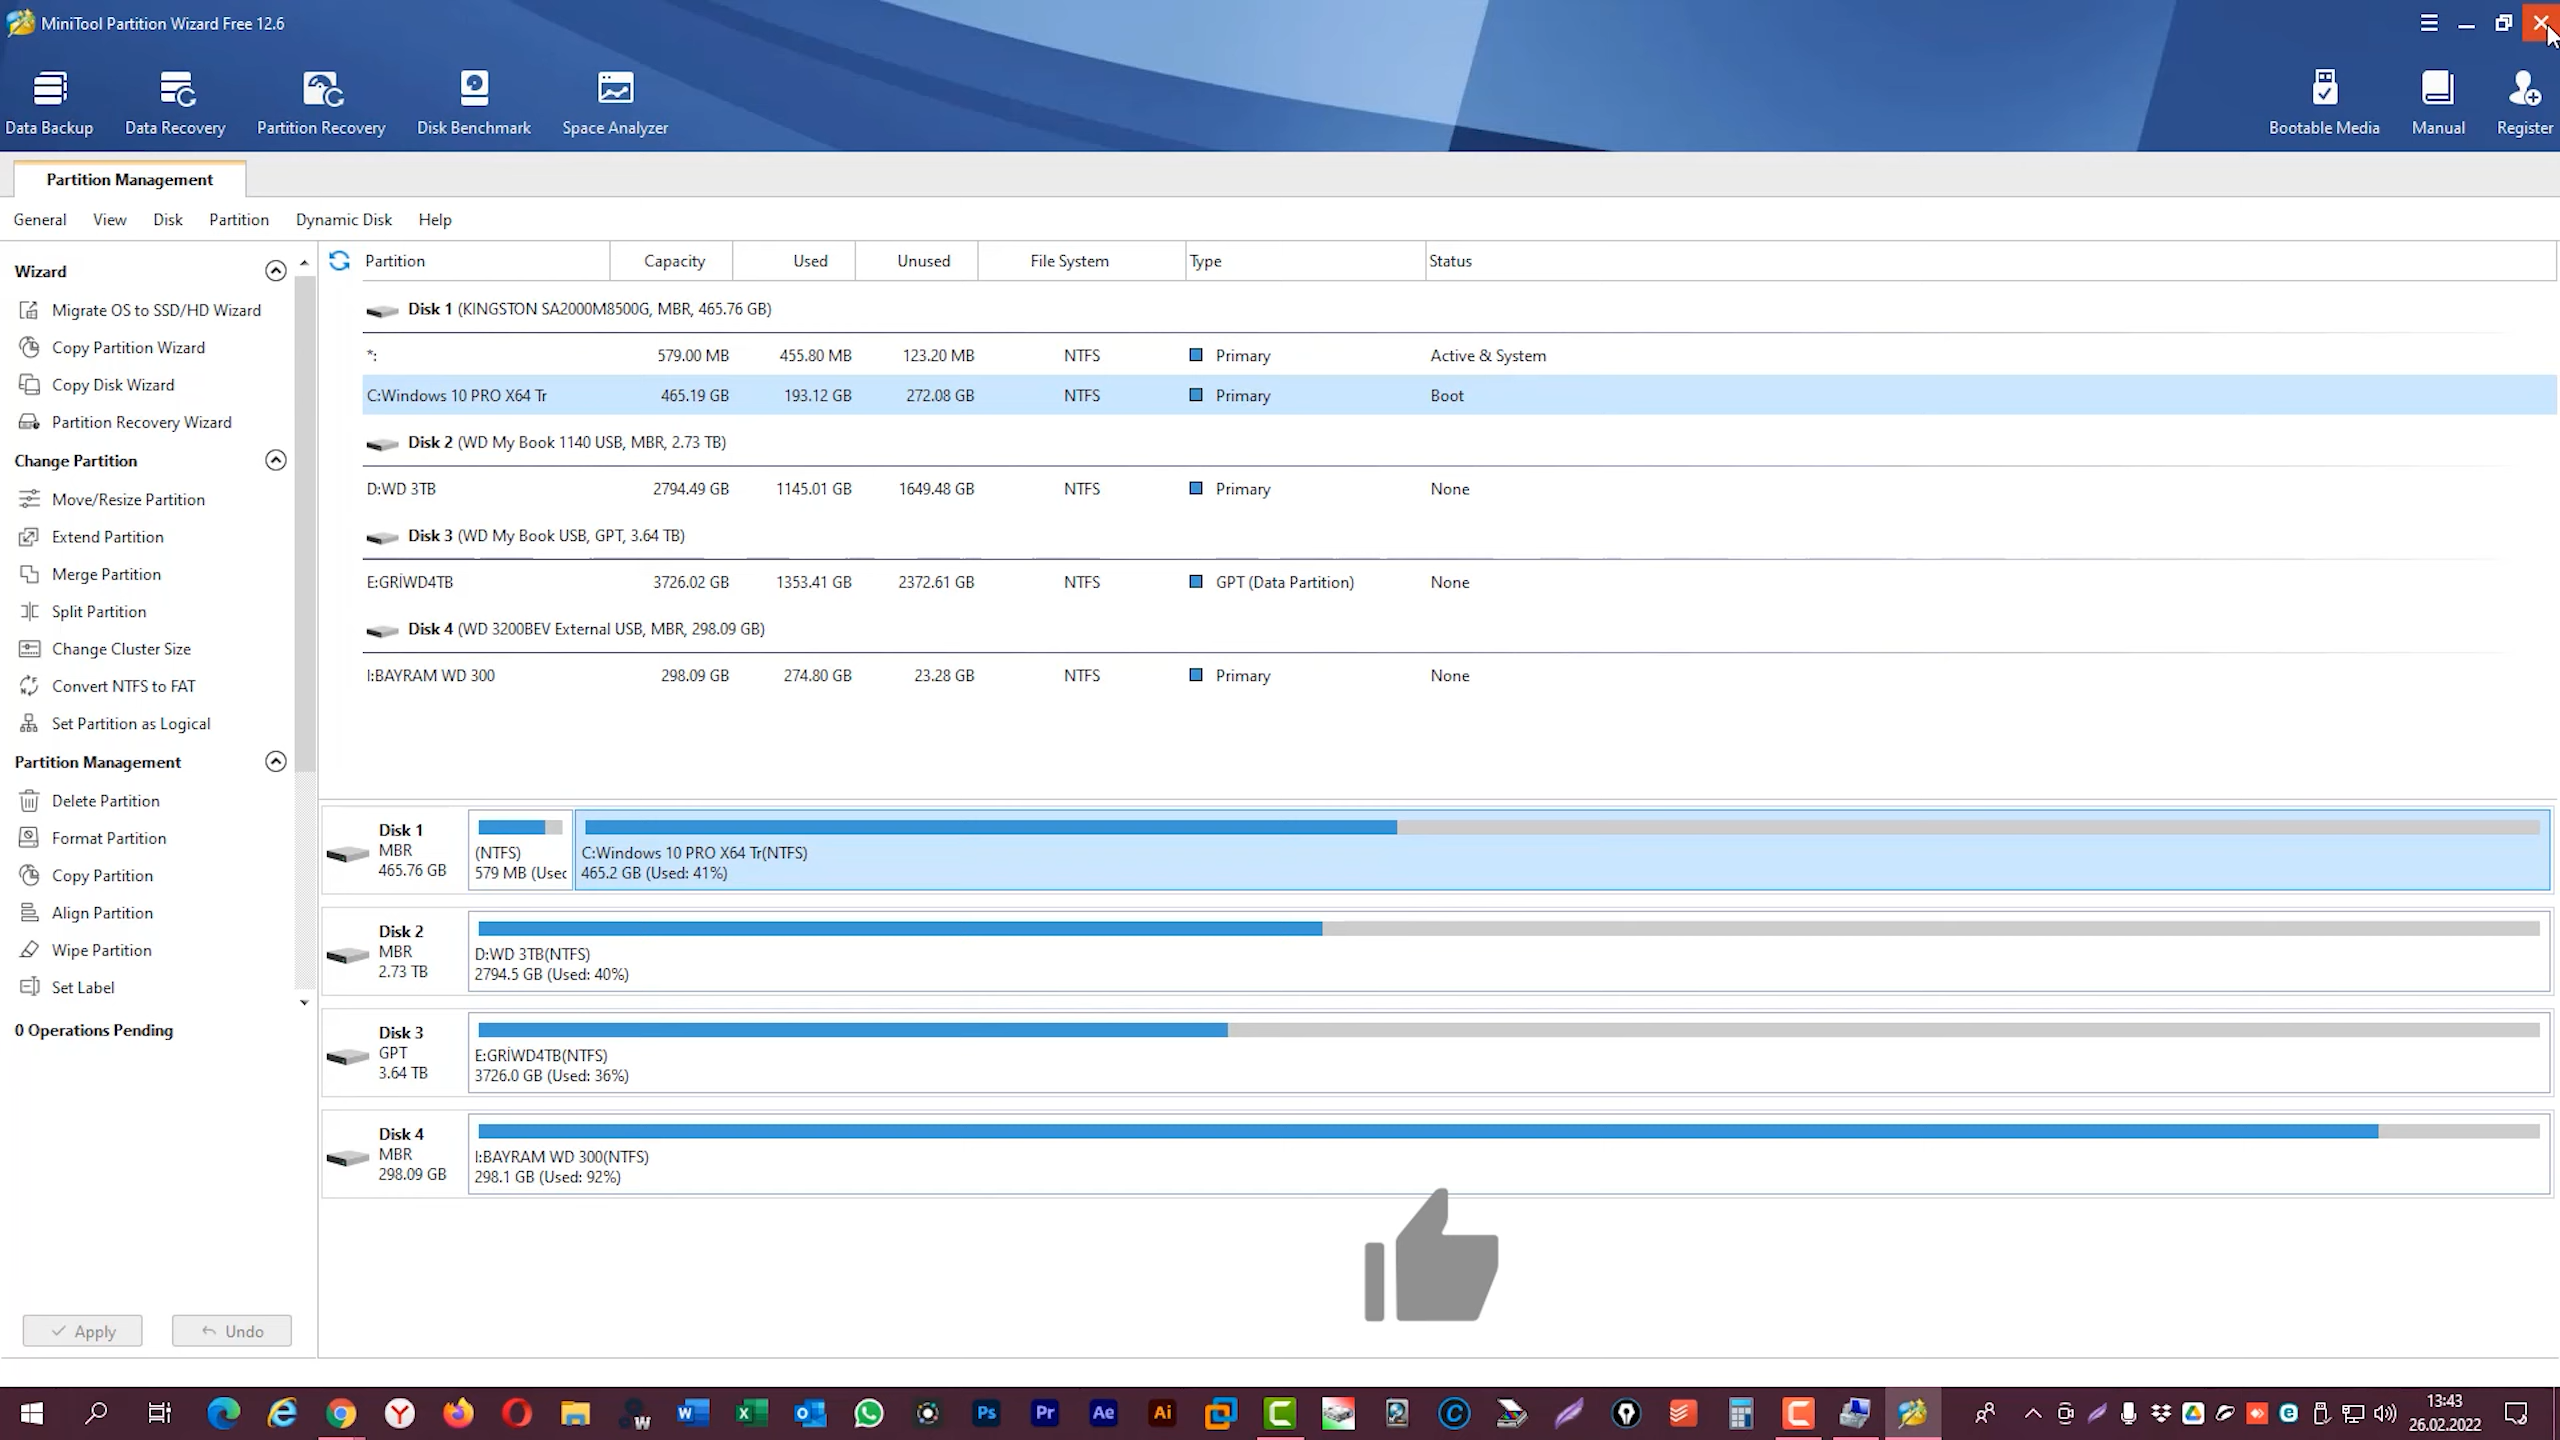 MiniTool Partition Wizard Free 12.6
Data Backup
Data Recovery
Partition Recovery
Disk Benchmark
Space Analyzer
Bootable Media
Manual
Register
Partition Management
General View Disk Partition Dynamic Disk Help
Wizard
Migrate OS to SSD/HD Wizard
Copy Partition Wizard
Copy Disk Wizard
Partition Recovery Wizard
Change Partition
Move/Resize Partition
Extend Partition
Merge Partition
Split Partition
Change Cluster Size
Convert NTFS to FAT
Set Partition as Logical
Partition Management
Delete Partition
Format Partition
Copy Partition
Align Partition
Wipe Partition
Set Label
0 Operations Pending
Apply Undo
Partition Capacity Used Unused File System Type Status
Disk 1 (KINGSTON SA2000M8500G, MBR, 465.76 GB)
*: 579.00 MB 455.80 MB 123.20 MB NTFS Primary Active & System
C:Windows 10 PRO X64 Tr 465.19 GB 193.12 GB 272.08 GB NTFS Primary Boot
Disk 2 (WD My Book 1140 USB, MBR, 2.73 TB)
D:WD 3TB 2794.49 GB 1145.01 GB 1649.48 GB NTFS Primary None
Disk 3 (WD My Book USB, GPT, 3.64 TB)
E:GRİWD4TB 3726.02 GB 1353.41 GB 2372.61 GB NTFS GPT (Data Partition) None
Disk 4 (WD 3200BEV External USB, MBR, 298.09 GB)
I:BAYRAM WD 300 298.09 GB 274.80 GB 23.28 GB NTFS Primary None
Disk 1
MBR
465.76 GB
(NTFS)
579 MB (Used
C:Windows 10 PRO X64 Tr(NTFS)
465.2 GB (Used: 41%)
Disk 2
MBR
2.73 TB
D:WD 3TB(NTFS)
2794.5 GB (Used: 40%)
Disk 3
GPT
3.64 TB
E:GRİWD4TB(NTFS)
3726.0 GB (Used: 36%)
Disk 4
MBR
298.09 GB
I:BAYRAM WD 300(NTFS)
298.1 GB (Used: 92%)
Ps Pr Ae Ai
13:43
26.02.2022